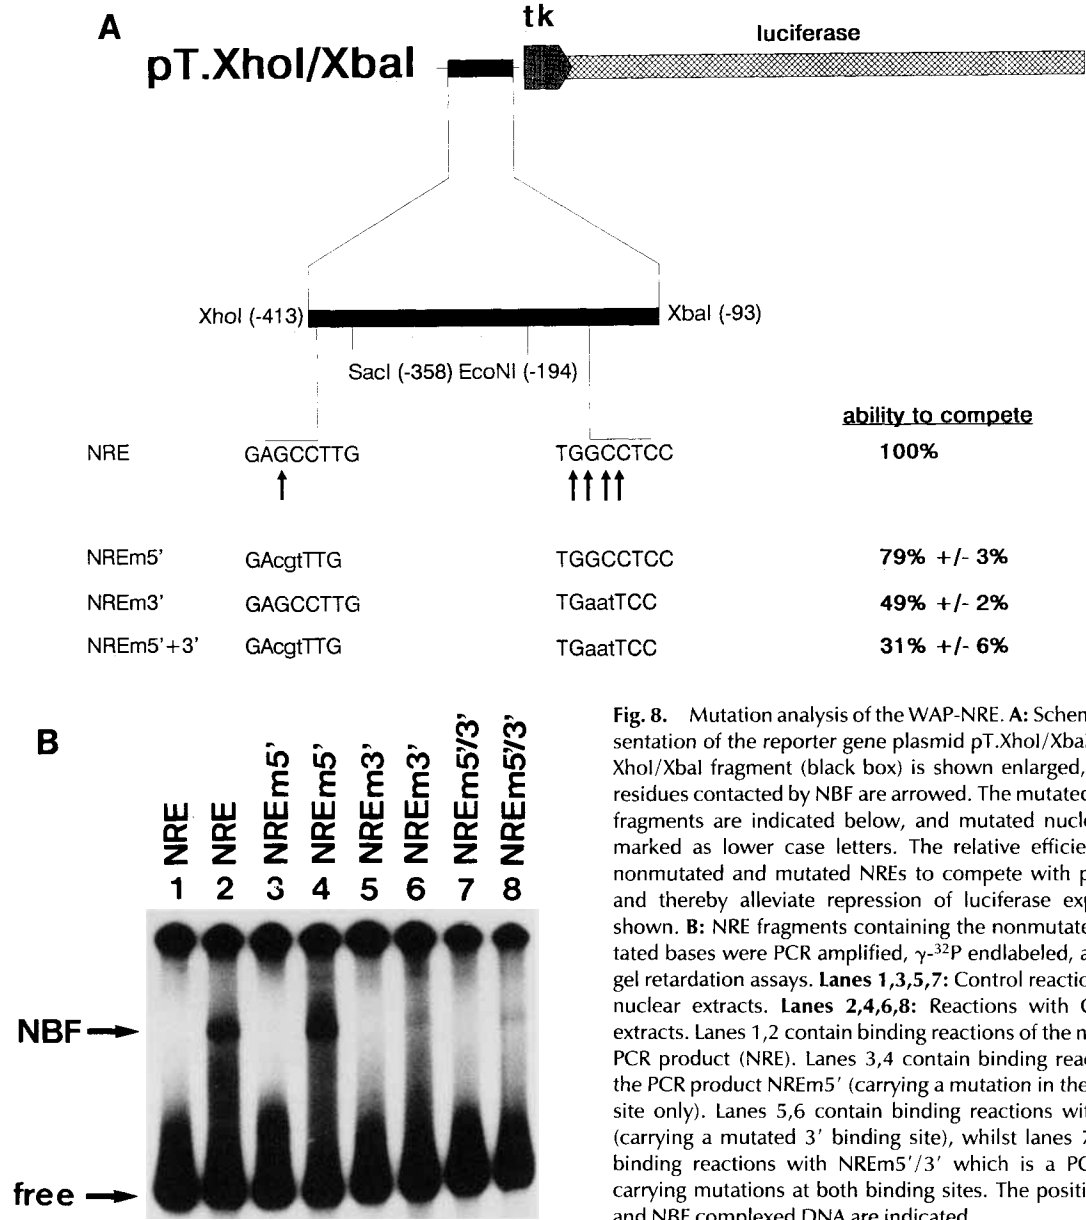 A
tk
luciferase
pT.XhoI/XbaI
XhoI (-413)
XbaI (-93)
SacI (-358) EcoNI (-194)
ability to compete
NRE GAGCCTTG TGGCCTCC 100%
NREm5' GAcgtTTG TGGCCTCC 79% +/- 3%
NREm3' GAGCCTTG TGaatTCC 49% +/- 2%
NREm5'+3' GAcgtTTG TGaatTCC 31% +/- 6%
B
NRE NRE NREm5' NREm5' NREm3' NREm3' NREm5'/3' NREm5'/3'
1 2 3 4 5 6 7 8
NBF
free
Fig. 8. Mutation analysis of the WAP-NRE. A: Schem
sentation of the reporter gene plasmid pT.XhoI/Xba
XhoI/XbaI fragment (black box) is shown enlarged,
residues contacted by NBF are arrowed. The mutated
fragments are indicated below, and mutated nucle
marked as lower case letters. The relative efficie
nonmutated and mutated NREs to compete with p
and thereby alleviate repression of luciferase exp
shown. B: NRE fragments containing the nonmutate
tated bases were PCR amplified, γ-³²P endlabeled, a
gel retardation assays. Lanes 1,3,5,7: Control reactio
nuclear extracts. Lanes 2,4,6,8: Reactions with C
extracts. Lanes 1,2 contain binding reactions of the n
PCR product (NRE). Lanes 3,4 contain binding reac
the PCR product NREm5' (carrying a mutation in the
site only). Lanes 5,6 contain binding reactions wi
(carrying a mutated 3' binding site), whilst lanes 7
binding reactions with NREm5'/3' which is a PC
carrying mutations at both binding sites. The positi
and NBF complexed DNA are indicated